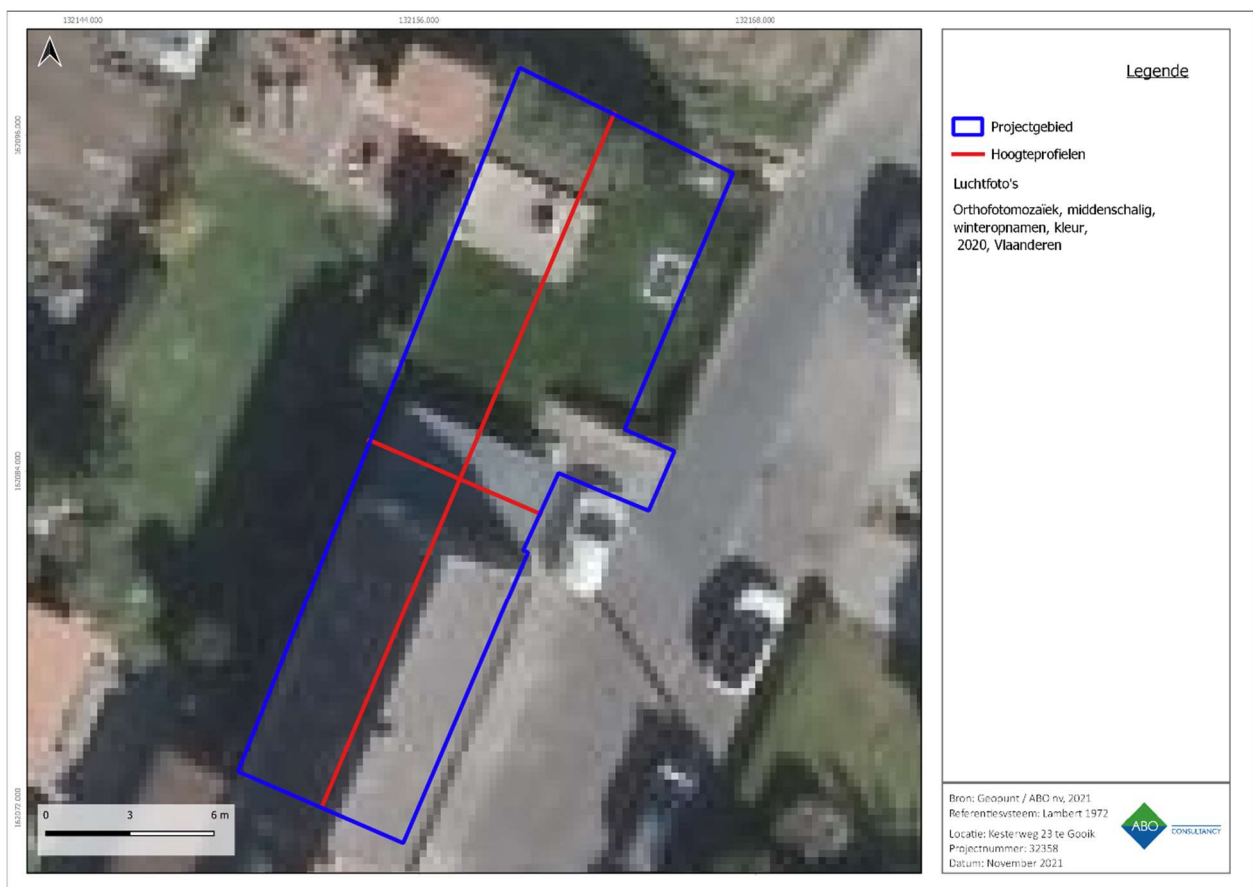 132144.000
132156.000
132168.000
162096.000
162084.000
162072.000
0 3 6 m
Legende
Projectgebied
Hoogteprofielen
Luchtfoto's
Orthofotomozaïek, middenschalig,
winteropnamen, kleur,
2020, Vlaanderen
Bron: Geopunt / ABO nv, 2021
Referentiesysteem: Lambert 1972
Locatie: Kesterweg 23 te Gooik
Projectnummer: 32358
Datum: November 2021
ABO CONSULTANCY